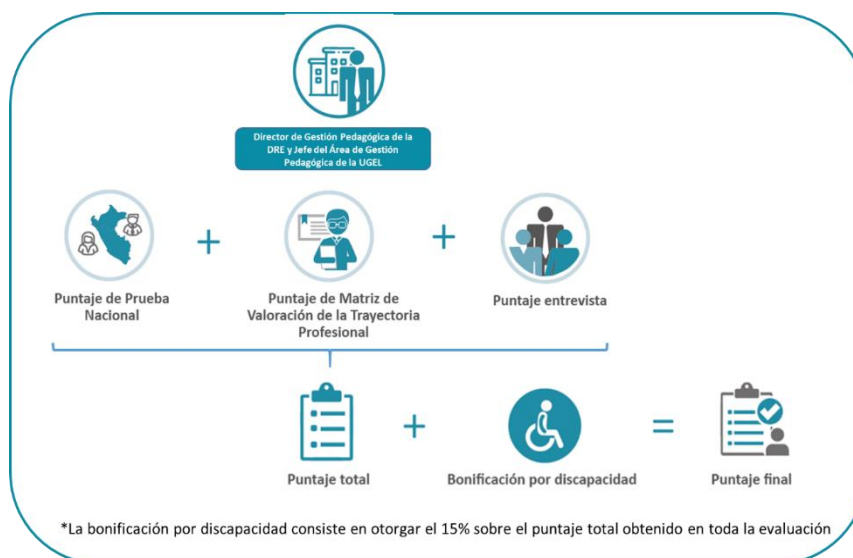 Director de Gestión Pedagógica de la
DRE y Jefe del Área de Gestión
Pedagógica de la UGEL
+
+
Puntaje de Prueba
Nacional
Puntaje de Matriz de
Valoración de la Trayectoria
Profesional
Puntaje entrevista
+
=
Puntaje total
Bonificación por discapacidad
Puntaje final
*La bonificación por discapacidad consiste en otorgar el 15% sobre el puntaje total obtenido en toda la evaluación